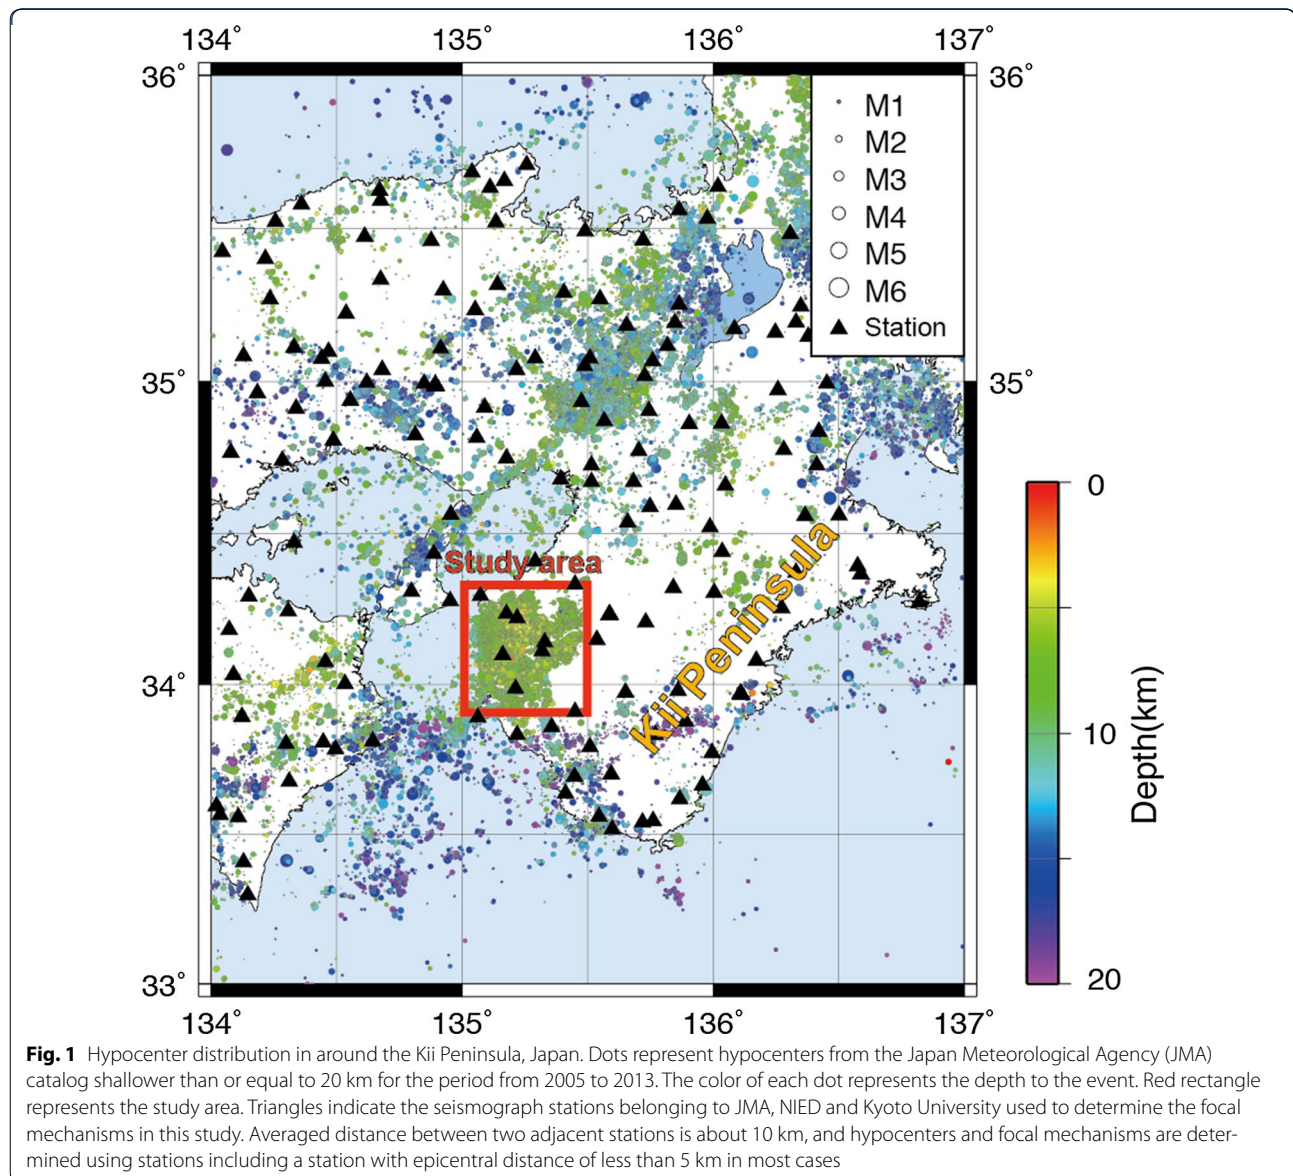 134° 135° 136° 137°
36° 36°
M1
M2
M3
M4
M5
M6
Station
35° 35°
0
Study area
Kii Peninsula
34°
10
Depth(km)
20
33°
134° 135° 136° 137°
Fig. 1 Hypocenter distribution in around the Kii Peninsula, Japan. Dots represent hypocenters from the Japan Meteorological Agency (JMA)
catalog shallower than or equal to 20 km for the period from 2005 to 2013. The color of each dot represents the depth to the event. Red rectangle
represents the study area. Triangles indicate the seismograph stations belonging to JMA, NIED and Kyoto University used to determine the focal
mechanisms in this study. Averaged distance between two adjacent stations is about 10 km, and hypocenters and focal mechanisms are deter-
mined using stations including a station with epicentral distance of less than 5 km in most cases